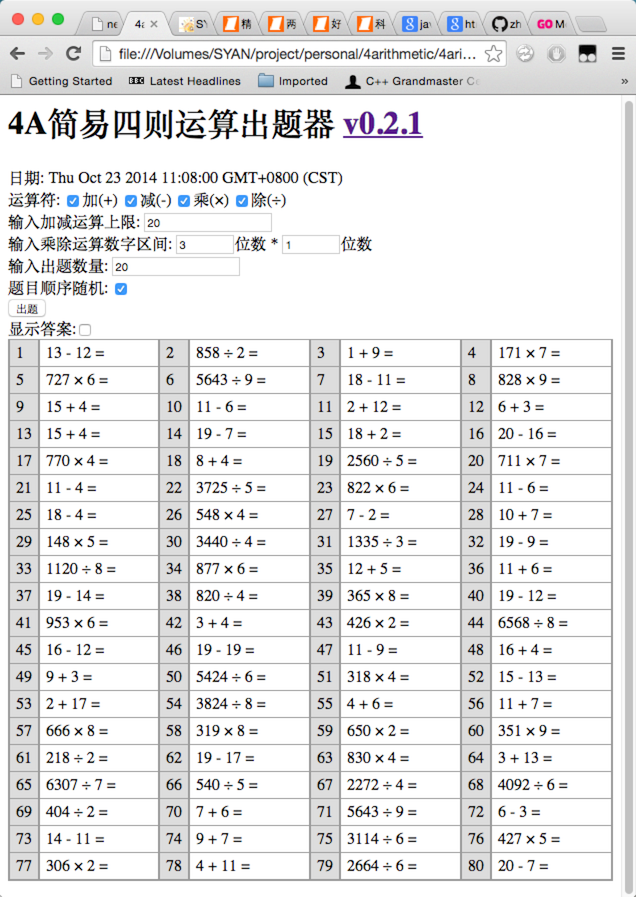 ne 4a SY 精 两 好 科 jav ht zh GO M
file:///Volumes/SYAN/project/personal/4arithmetic/4ari...
Getting Started Latest Headlines Imported C++ Grandmaster Ce »
4A简易四则运算出题器 v0.2.1
日期: Thu Oct 23 2014 11:08:00 GMT+0800 (CST)
运算符: 加(+) 减(-) 乘(×) 除(÷)
输入加减运算上限: 20
输入乘除运算数字区间: 3 位数 * 1 位数
输入出题数量: 20
题目顺序随机:
出题
显示答案:
1 13 - 12 = 2 858 ÷ 2 = 3 1 + 9 = 4 171 × 7 =
5 727 × 6 = 6 5643 ÷ 9 = 7 18 - 11 = 8 828 × 9 =
9 15 + 4 = 10 11 - 6 = 11 2 + 12 = 12 6 + 3 =
13 15 + 4 = 14 19 - 7 = 15 18 + 2 = 16 20 - 16 =
17 770 × 4 = 18 8 + 4 = 19 2560 ÷ 5 = 20 711 × 7 =
21 11 - 4 = 22 3725 ÷ 5 = 23 822 × 6 = 24 11 - 6 =
25 18 - 4 = 26 548 × 4 = 27 7 - 2 = 28 10 + 7 =
29 148 × 5 = 30 3440 ÷ 4 = 31 1335 ÷ 3 = 32 19 - 9 =
33 1120 ÷ 8 = 34 877 × 6 = 35 12 + 5 = 36 11 + 6 =
37 19 - 14 = 38 820 ÷ 4 = 39 365 × 8 = 40 19 - 12 =
41 953 × 6 = 42 3 + 4 = 43 426 × 2 = 44 6568 ÷ 8 =
45 16 - 12 = 46 19 - 19 = 47 11 - 9 = 48 16 + 4 =
49 9 + 3 = 50 5424 ÷ 6 = 51 318 × 4 = 52 15 - 13 =
53 2 + 17 = 54 3824 ÷ 8 = 55 4 + 6 = 56 11 + 7 =
57 666 × 8 = 58 319 × 8 = 59 650 × 2 = 60 351 × 9 =
61 218 ÷ 2 = 62 19 - 17 = 63 830 × 4 = 64 3 + 13 =
65 6307 ÷ 7 = 66 540 ÷ 5 = 67 2272 ÷ 4 = 68 4092 ÷ 6 =
69 404 ÷ 2 = 70 7 + 6 = 71 5643 ÷ 9 = 72 6 - 3 =
73 14 - 11 = 74 9 + 7 = 75 3114 ÷ 6 = 76 427 × 5 =
77 306 × 2 = 78 4 + 11 = 79 2664 ÷ 6 = 80 20 - 7 =